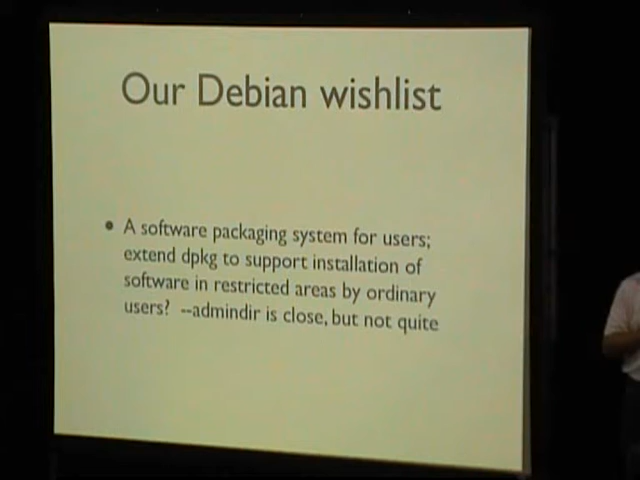 Our Debian wishlist
• A software packaging system for users;
extend dpkg to support installation of
software in restricted areas by ordinary
users? --admindir is close, but not quite